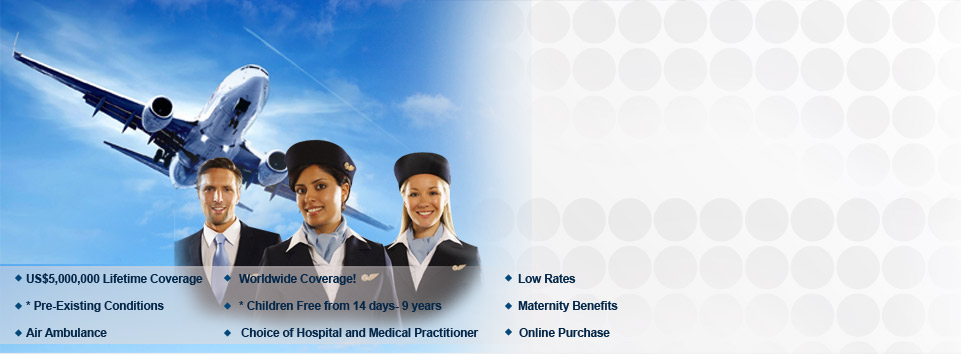 US$5,000,000 Lifetime Coverage
Worldwide Coverage!
Low Rates
* Pre-Existing Conditions
* Children Free from 14 days- 9 years
Maternity Benefits
Air Ambulance
Choice of Hospital and Medical Practitioner
Online Purchase